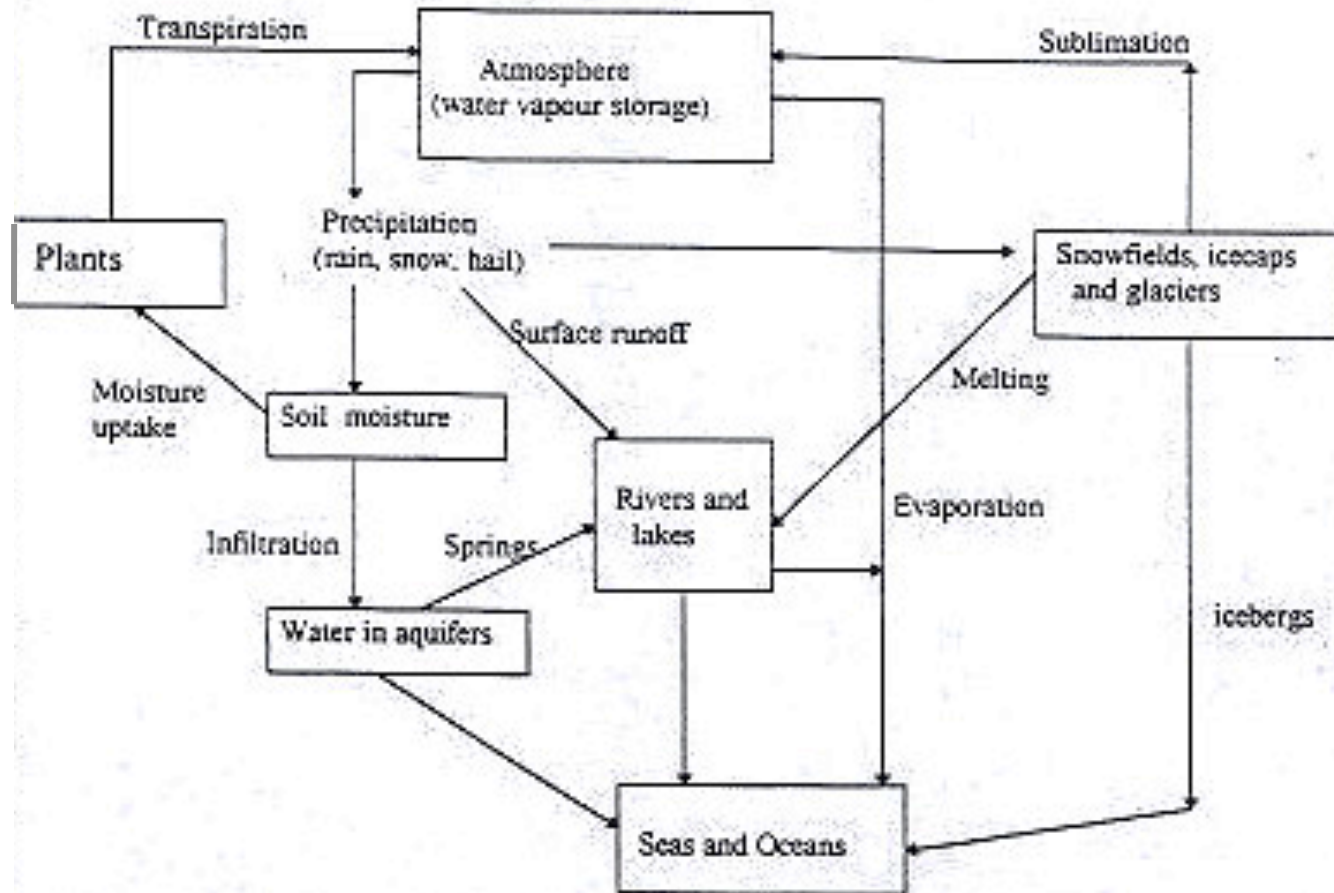 Transpiration
Sublimation
Atmosphere
(water vapour storage)
Precipitation
(rain, snow, hail)
Plants
Snowfields, icecaps
and glaciers
Surface runoff
Melting
Moisture
uptake
Soil moisture
Rivers and
lakes
Evaporation
Infiltration
Springs
Water in aquifers
icebergs
Seas and Oceans